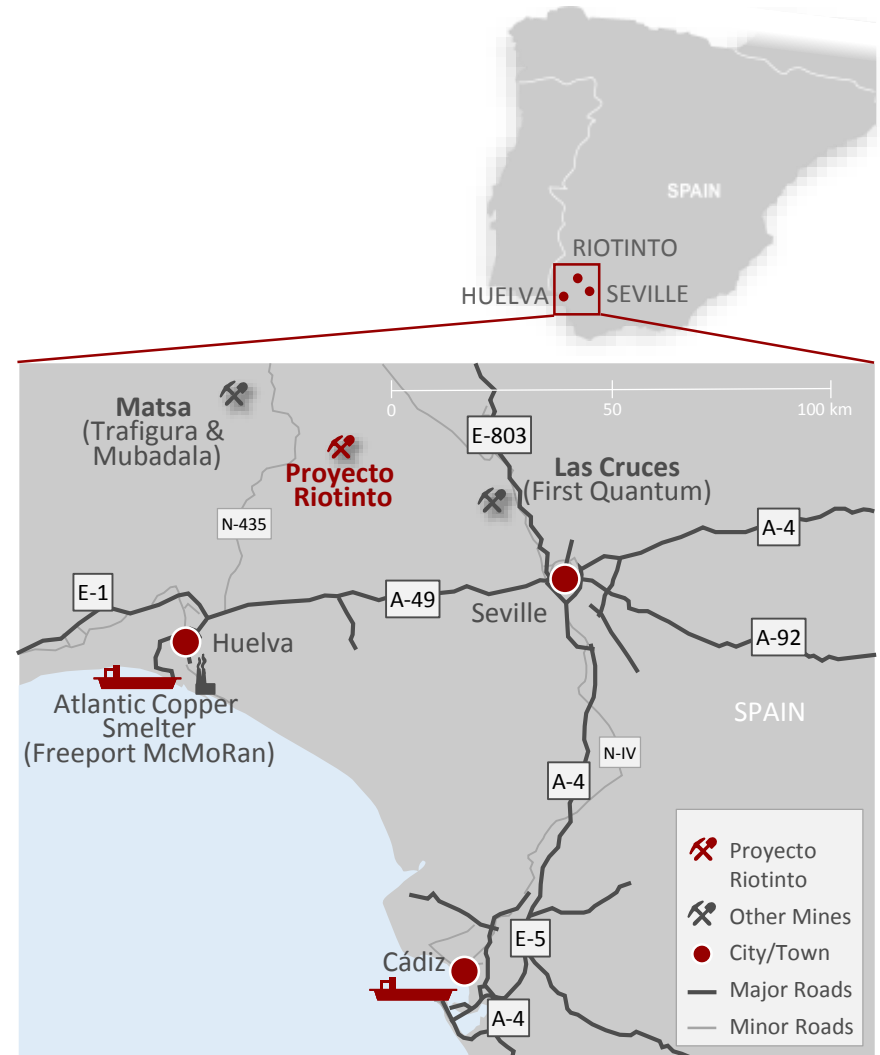 SPAIN
RIOTINTO
HUELVA
SEVILLE
Matsa
(Trafigura &
Mubadala)
0
50
100 km
E-803
Proyecto
Riotinto
Las Cruces
(First Quantum)
N-435
A-4
E-1
A-49
Seville
A-92
Huelva
Atlantic Copper
Smelter
(Freeport McMoRan)
SPAIN
N-IV
A-4
Proyecto
Riotinto
Other Mines
E-5
City/Town
Cádiz
Major Roads
A-4
Minor Roads